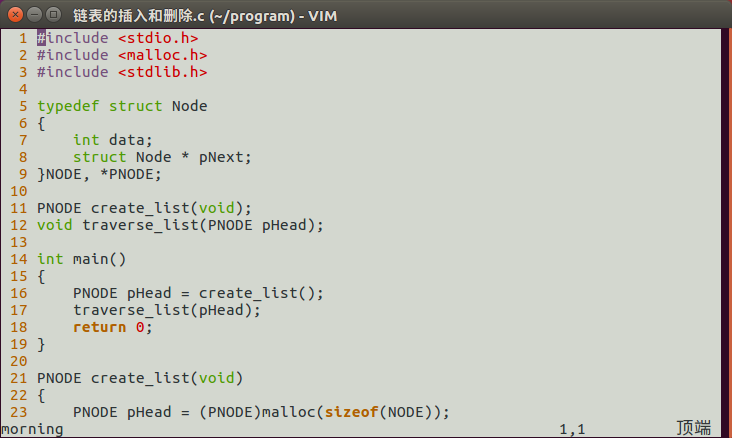 链表的插入和删除.c (~/program) - VIM
1 #include <stdio.h>
2 #include <malloc.h>
3 #include <stdlib.h>
4
5 typedef struct Node
6 {
7     int data;
8     struct Node * pNext;
9 }NODE, *PNODE;
10
11 PNODE create_list(void);
12 void traverse_list(PNODE pHead);
13
14 int main()
15 {
16     PNODE pHead = create_list();
17     traverse_list(pHead);
18     return 0;
19 }
20
21 PNODE create_list(void)
22 {
23     PNODE pHead = (PNODE)malloc(sizeof(NODE));
morning 1,1 顶端